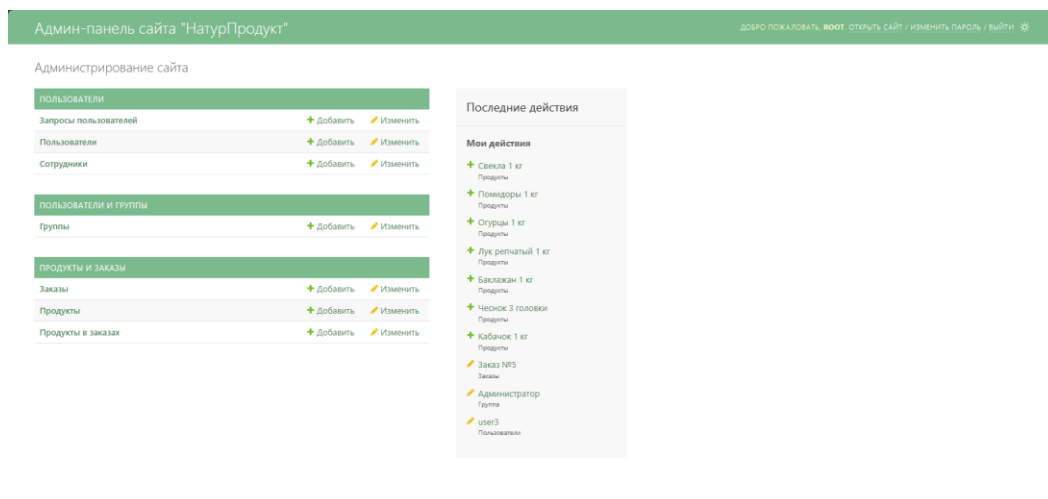 Админ-панель сайта "НатурПродукт"
ДОБРО ПОЖАЛОВАТЬ, ROOT. ОТКРЫТЬ САЙТ / ИЗМЕНИТЬ ПАРОЛЬ / ВЫЙТИ
Администрирование сайта
ПОЛЬЗОВАТЕЛИ
Запросы пользователей Добавить Изменить
Пользователи Добавить Изменить
Сотрудники Добавить Изменить
ПОЛЬЗОВАТЕЛИ И ГРУППЫ
Группы Добавить Изменить
ПРОДУКТЫ И ЗАКАЗЫ
Заказы Добавить Изменить
Продукты Добавить Изменить
Продукты в заказах Добавить Изменить
Последние действия
Мои действия
Свекла 1 кг
Продукты
Помидоры 1 кг
Продукты
Огурцы 1 кг
Продукты
Лук репчатый 1 кг
Продукты
Баклажан 1 кг
Продукты
Чеснок 3 головки
Продукты
Кабачок 1 кг
Продукты
Заказ №5
Заказы
Администратор
Группа
user3
Пользователи